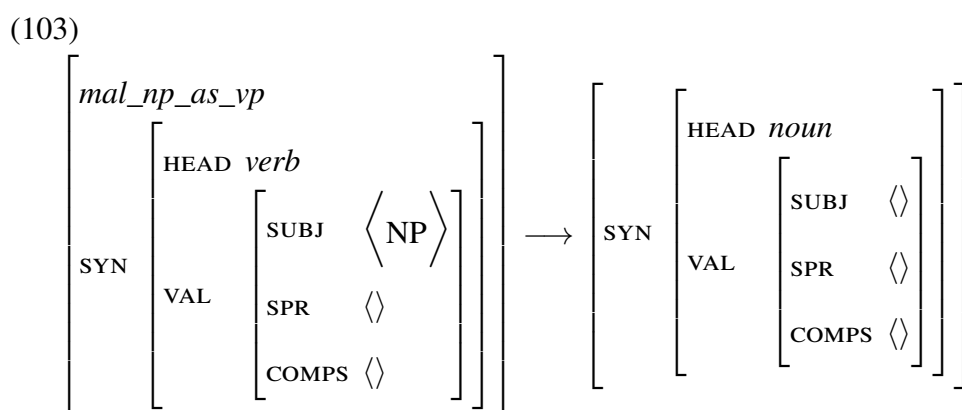 (103)
mal_np_as_vp
SYN
HEAD verb
VAL
SUBJ ⟨NP⟩
SPR ⟨⟩
COMPS ⟨⟩
⟶
SYN
HEAD noun
VAL
SUBJ ⟨⟩
SPR ⟨⟩
COMPS ⟨⟩